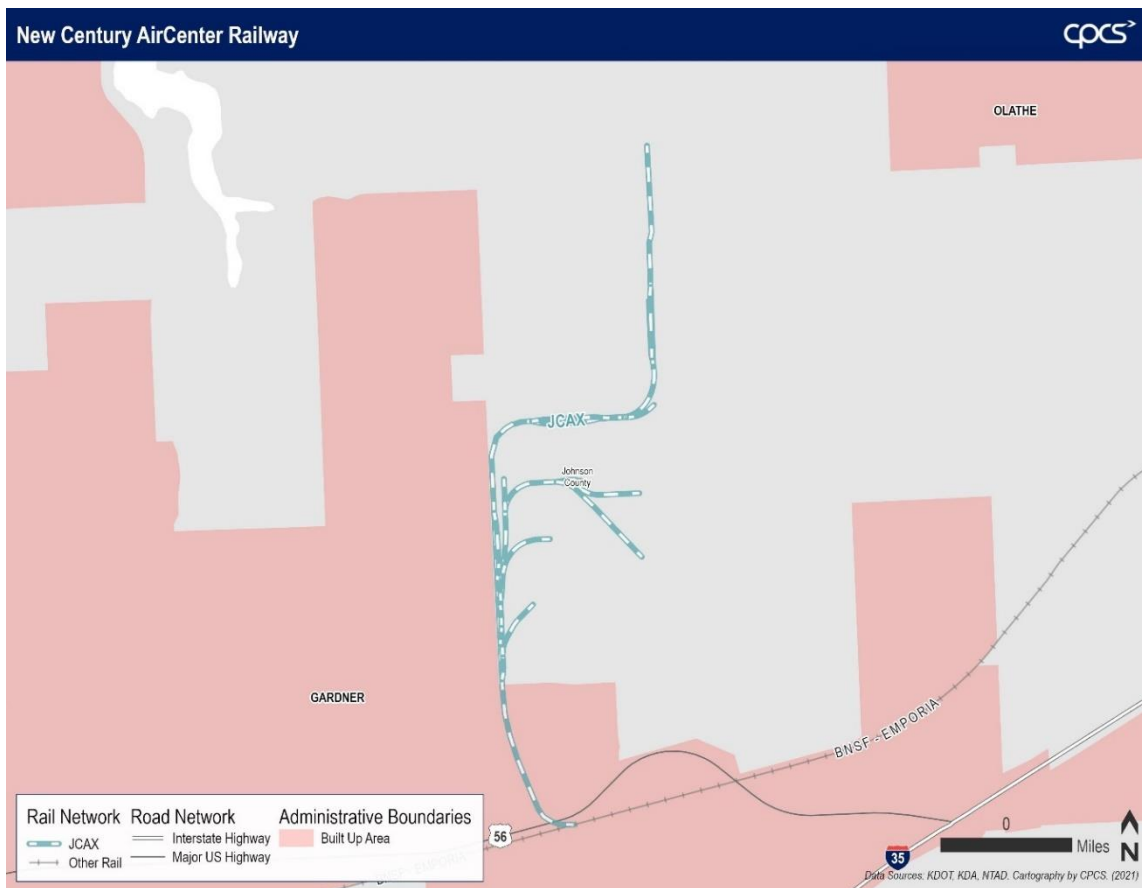 New Century AirCenter Railway
cpcs
OLATHE
JCAX
Johnson
County
GARDNER
BNSF - EMPORIA
56
BNSF - EMPORIA
35
0
Miles
N
Rail Network
JCAX
Other Rail
Road Network
Interstate Highway
Major US Highway
Administrative Boundaries
Built Up Area
Data Sources: KDOT, KDA, NTAD. Cartography by CPCS. (2021)